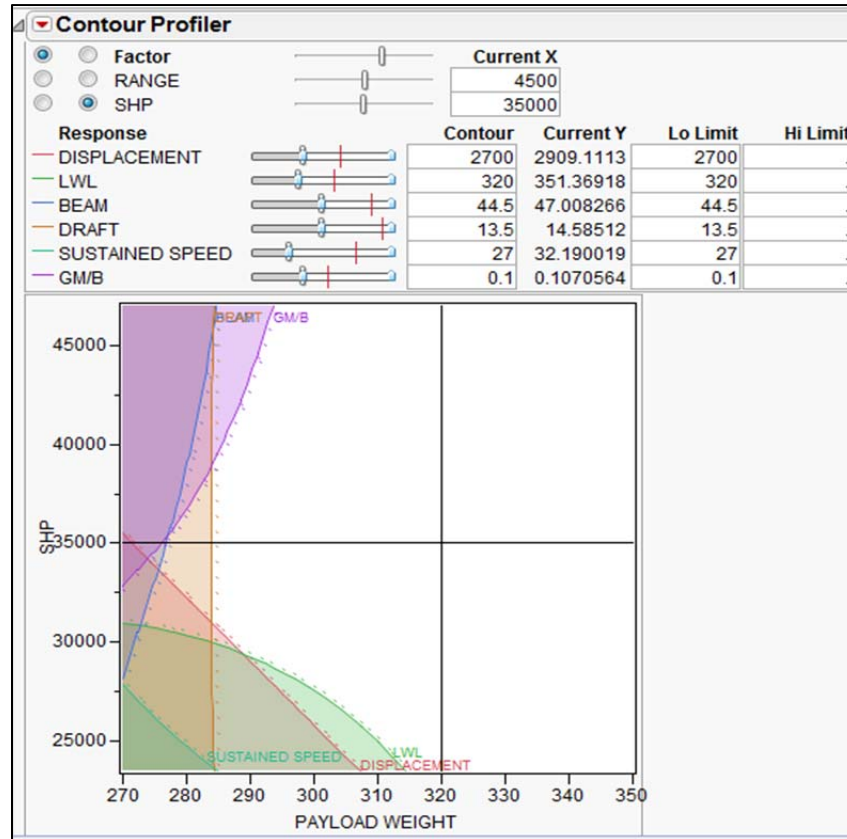 Contour Profiler
Factor Current X
RANGE 4500
SHP 35000
Response Contour Current Y Lo Limit Hi Limit
DISPLACEMENT 2700 2909.1113 2700 .
LWL 320 351.36918 320 .
BEAM 44.5 47.008266 44.5 .
DRAFT 13.5 14.58512 13.5 .
SUSTAINED SPEED 27 32.190019 27 .
GM/B 0.1 0.1070564 0.1 .
GM/B
45000
40000
SHP
35000
30000
25000
LWL
SUSTAINED SPEED DISPLACEMENT
270 280 290 300 310 320 330 340 350
PAYLOAD WEIGHT